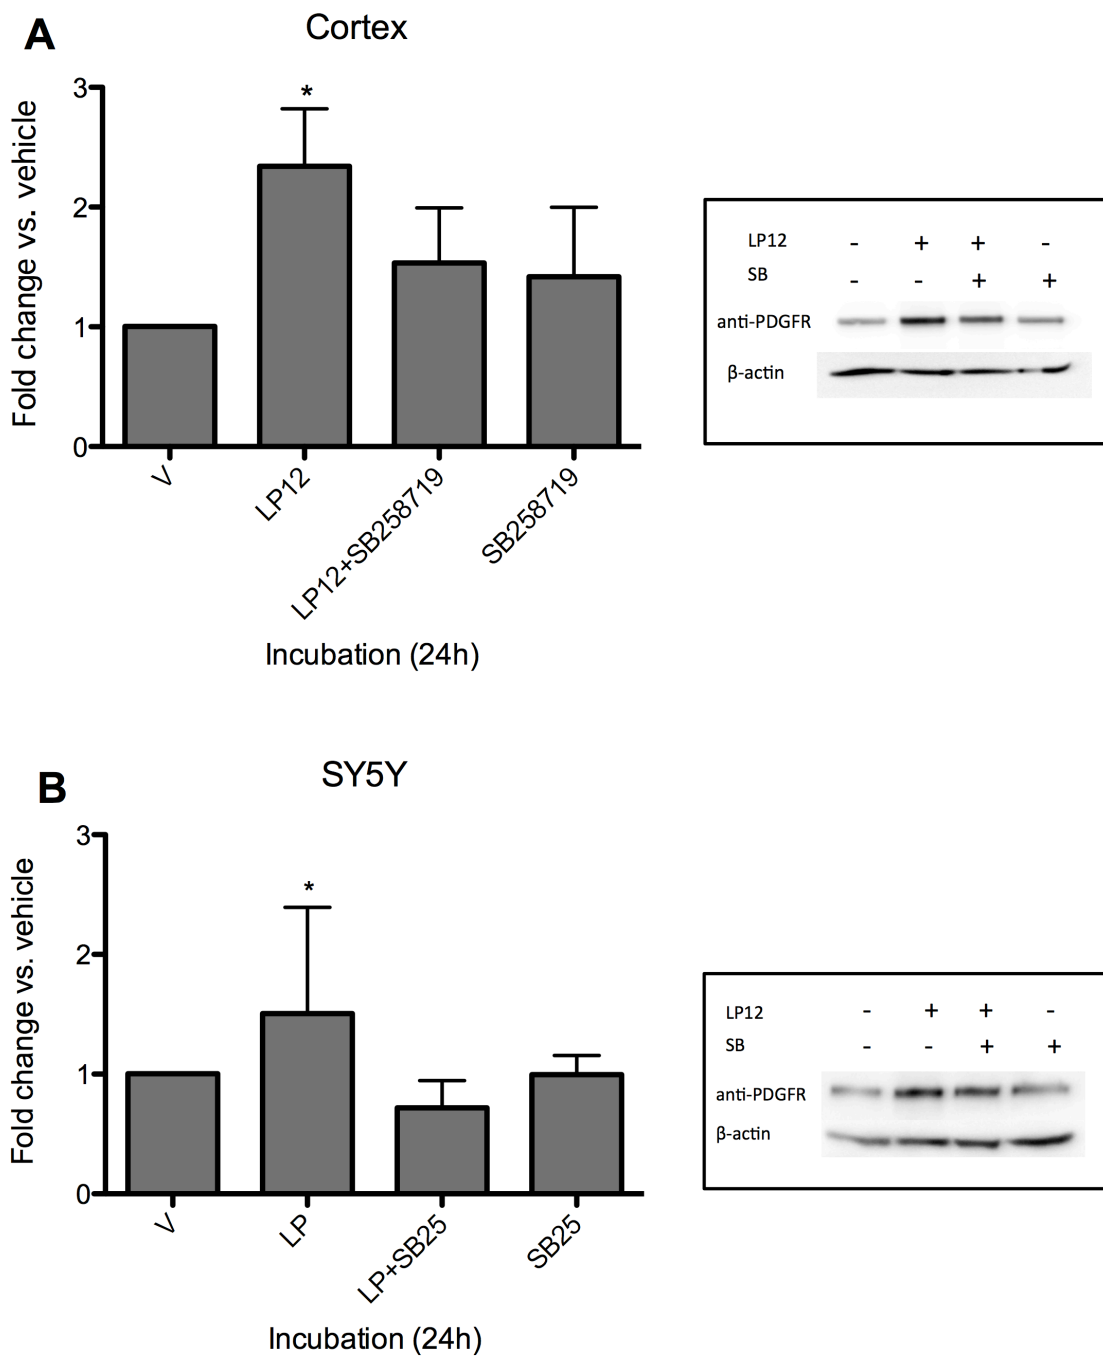 A
Cortex
Fold change vs. vehicle
3
2
1
0
*
V
LP12
LP12+SB258719
SB258719
Incubation (24h)
LP12 - + + -
SB - - + +
anti-PDGFR
β-actin
B
SY5Y
Fold change vs. vehicle
3
2
1
0
*
V
LP
LP+SB25
SB25
Incubation (24h)
LP12 - + + -
SB - - + +
anti-PDGFR
β-actin